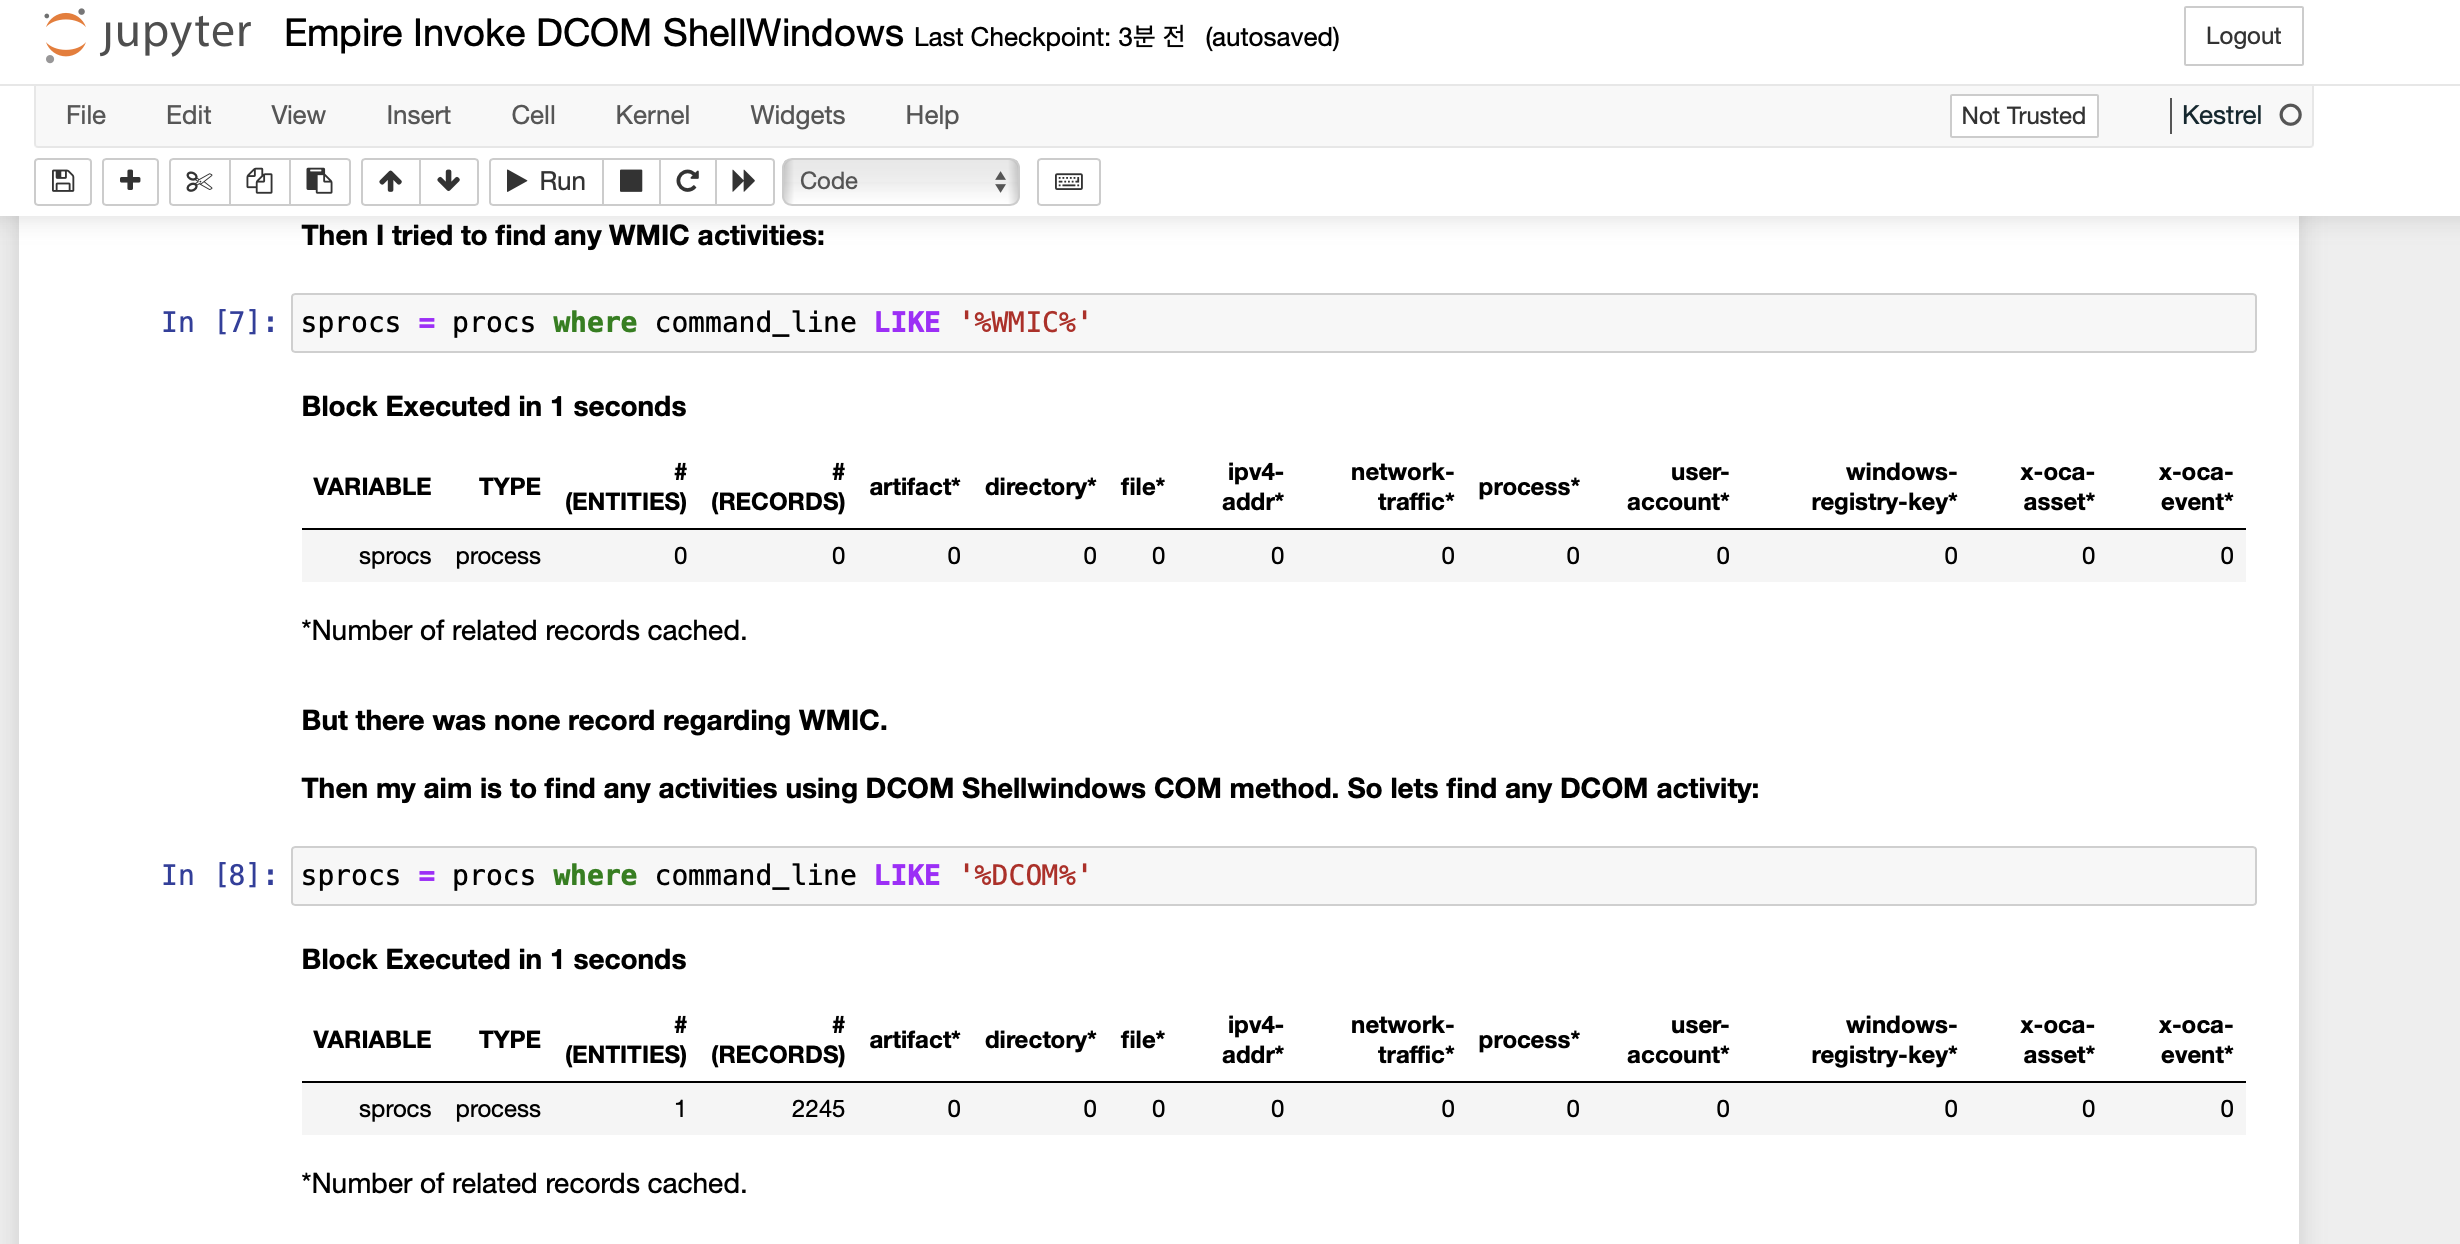 jupyter Empire Invoke DCOM ShellWindows Last Checkpoint: 3분 전 (autosaved) Logout
File Edit View Insert Cell Kernel Widgets Help Not Trusted Kestrel
Run Code
Then I tried to find any WMIC activities:
In [7]: sprocs = procs where command_line LIKE '%WMIC%'
Block Executed in 1 seconds
VARIABLE TYPE # (ENTITIES) # (RECORDS) artifact* directory* file* ipv4-addr* network-traffic* process* user-account* windows-registry-key* x-oca-asset* x-oca-event*
sprocs process 0 0 0 0 0 0 0 0 0 0 0 0
*Number of related records cached.
But there was none record regarding WMIC.
Then my aim is to find any activities using DCOM Shellwindows COM method. So lets find any DCOM activity:
In [8]: sprocs = procs where command_line LIKE '%DCOM%'
Block Executed in 1 seconds
VARIABLE TYPE # (ENTITIES) # (RECORDS) artifact* directory* file* ipv4-addr* network-traffic* process* user-account* windows-registry-key* x-oca-asset* x-oca-event*
sprocs process 1 2245 0 0 0 0 0 0 0 0 0 0
*Number of related records cached.